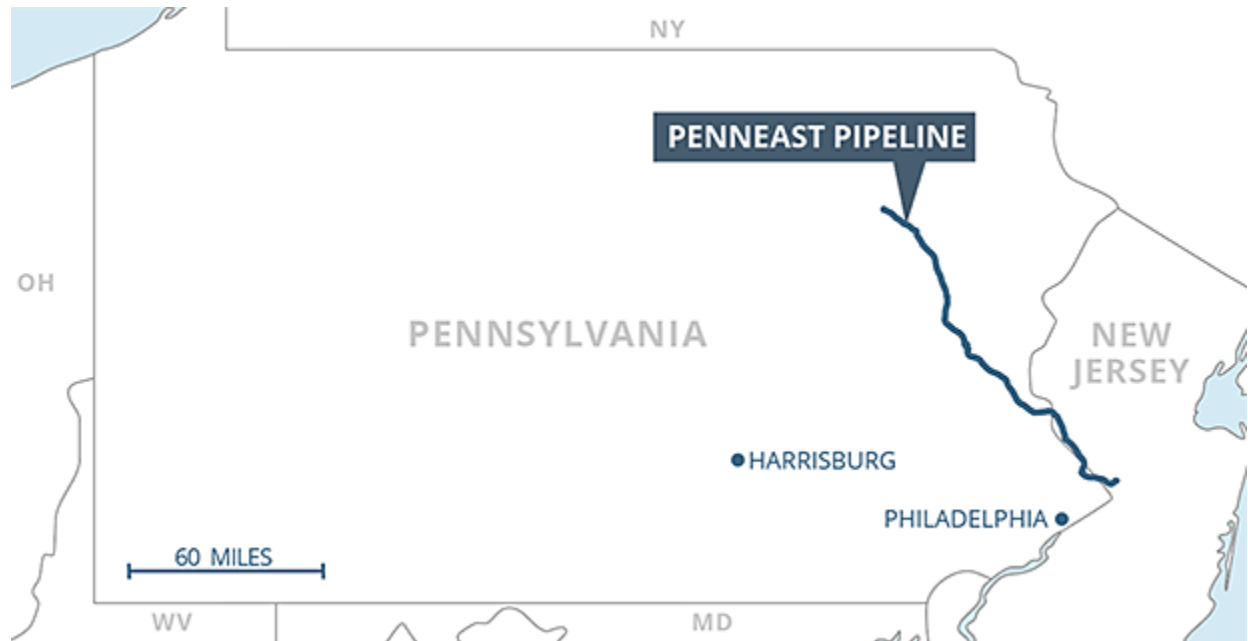 NY
PENNEAST PIPELINE
OH
PENNSYLVANIA
NEW
JERSEY
HARRISBURG
PHILADELPHIA
60 MILES
WV
MD